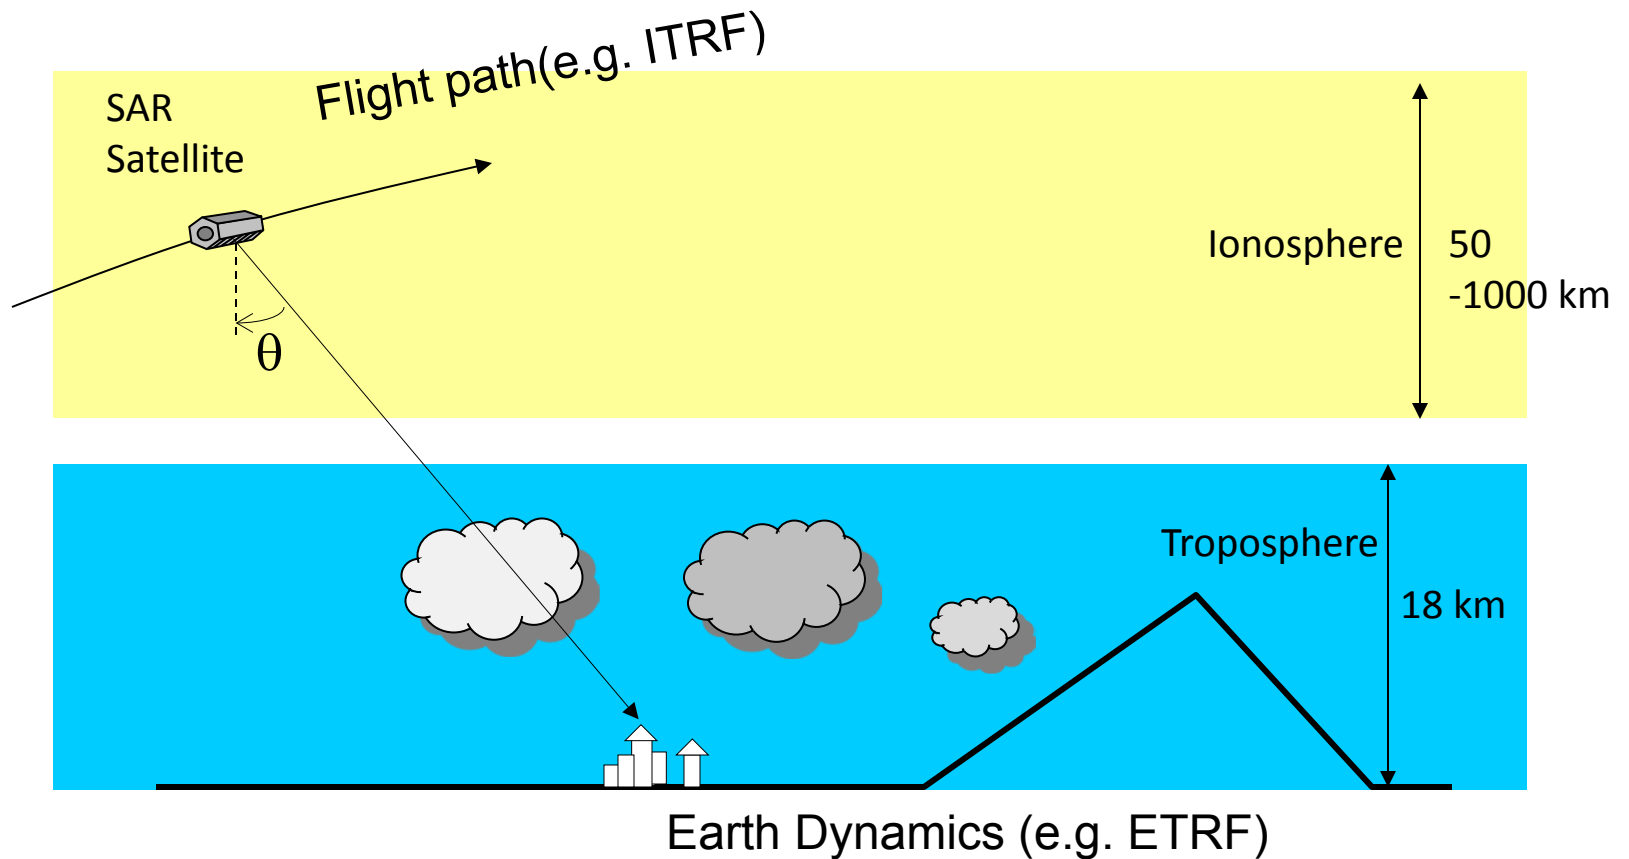 Flight path(e.g. ITRF)
SAR
Satellite
θ
Ionosphere
50
-1000 km
Troposphere
18 km
Earth Dynamics (e.g. ETRF)